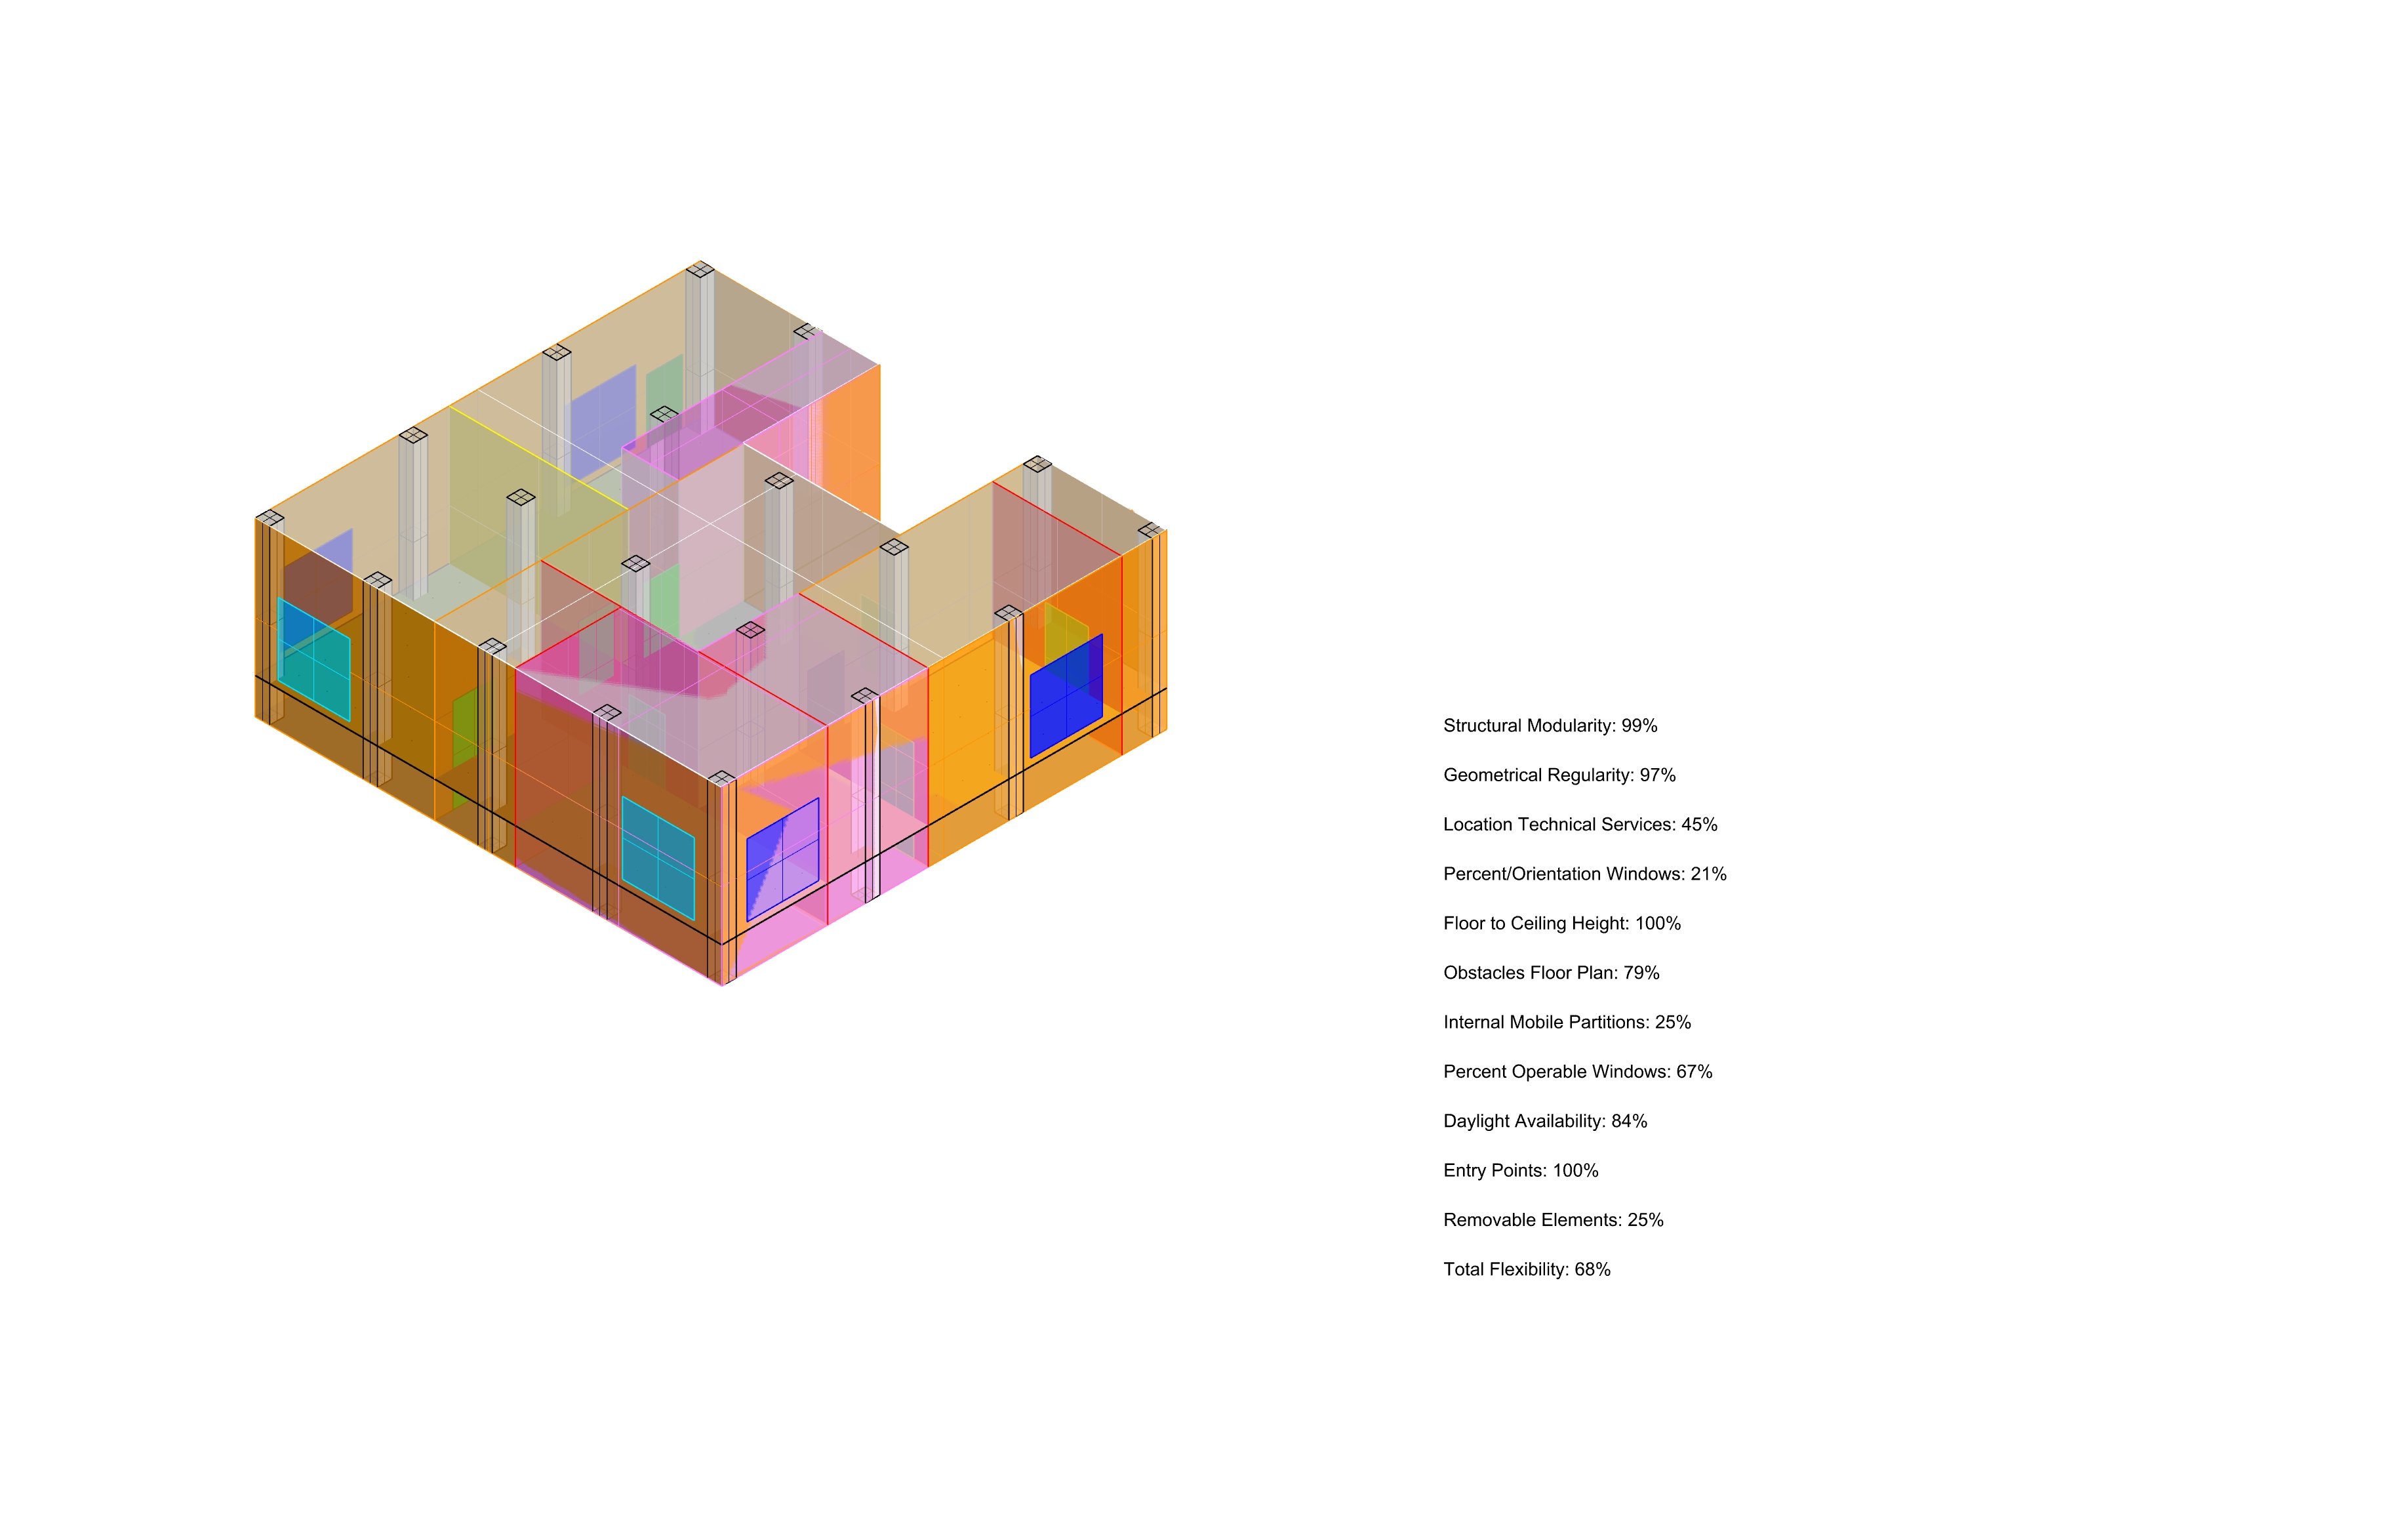 Structural Modularity: 99%
Geometrical Regularity: 97%
Location Technical Services: 45%
Percent/Orientation Windows: 21%
Floor to Ceiling Height: 100%
Obstacles Floor Plan: 79%
Internal Mobile Partitions: 25%
Percent Operable Windows: 67%
Daylight Availability: 84%
Entry Points: 100%
Removable Elements: 25%
Total Flexibility: 68%